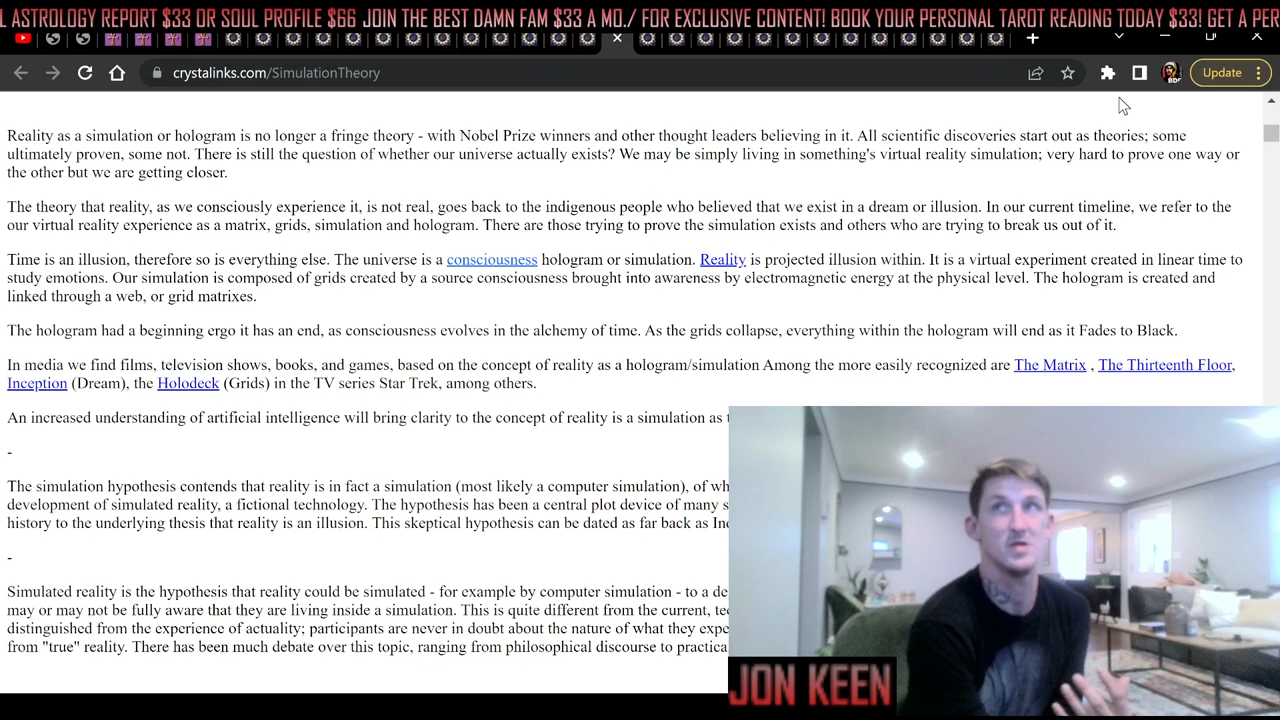 L ASTROLOGY REPORT $33 OR SOUL PROFILE $66 JOIN THE BEST DAMN FAM $33 A MO./ FOR EXCLUSIVE CONTENT! BOOK YOUR PERSONAL TAROT READING TODAY $33! GET A PER
crystalinks.com/SimulationTheory
Update
Reality as a simulation or hologram is no longer a fringe theory - with Nobel Prize winners and other thought leaders believing in it. All scientific discoveries start out as theories; some
ultimately proven, some not. There is still the question of whether our universe actually exists? We may be simply living in something's virtual reality simulation; very hard to prove one way or
the other but we are getting closer.
The theory that reality, as we consciously experience it, is not real, goes back to the indigenous people who believed that we exist in a dream or illusion. In our current timeline, we refer to the
our virtual reality experience as a matrix, grids, simulation and hologram. There are those trying to prove the simulation exists and others who are trying to break us out of it.
Time is an illusion, therefore so is everything else. The universe is a consciousness hologram or simulation. Reality is projected illusion within. It is a virtual experiment created in linear time to
study emotions. Our simulation is composed of grids created by a source consciousness brought into awareness by electromagnetic energy at the physical level. The hologram is created and
linked through a web, or grid matrixes.
The hologram had a beginning ergo it has an end, as consciousness evolves in the alchemy of time. As the grids collapse, everything within the hologram will end as it Fades to Black.
In media we find films, television shows, books, and games, based on the concept of reality as a hologram/simulation Among the more easily recognized are The Matrix , The Thirteenth Floor,
Inception (Dream), the Holodeck (Grids) in the TV series Star Trek, among others.
An increased understanding of artificial intelligence will bring clarity to the concept of reality is a simulation as
-
The simulation hypothesis contends that reality is in fact a simulation (most likely a computer simulation), of wh
development of simulated reality, a fictional technology. The hypothesis has been a central plot device of many s
history to the underlying thesis that reality is an illusion. This skeptical hypothesis can be dated as far back as In
-
Simulated reality is the hypothesis that reality could be simulated - for example by computer simulation - to a de
may or may not be fully aware that they are living inside a simulation. This is quite different from the current, te
distinguished from the experience of actuality; participants are never in doubt about the nature of what they expe
from "true" reality. There has been much debate over this topic, ranging from philosophical discourse to practica
JON KEEN